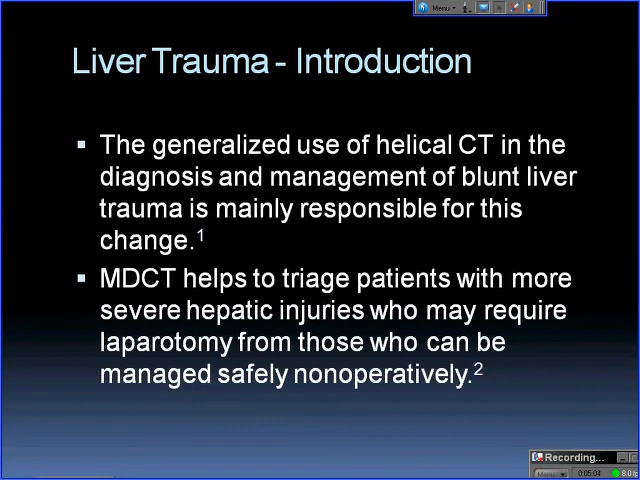 Menu
Liver Trauma - Introduction
▪ The generalized use of helical CT in the
diagnosis and management of blunt liver
trauma is mainly responsible for this
change.1
▪ MDCT helps to triage patients with more
severe hepatic injuries who may require
laparotomy from those who can be
managed safely nonoperatively.2
Recording...
Menu 0:05:04 8.0 fp